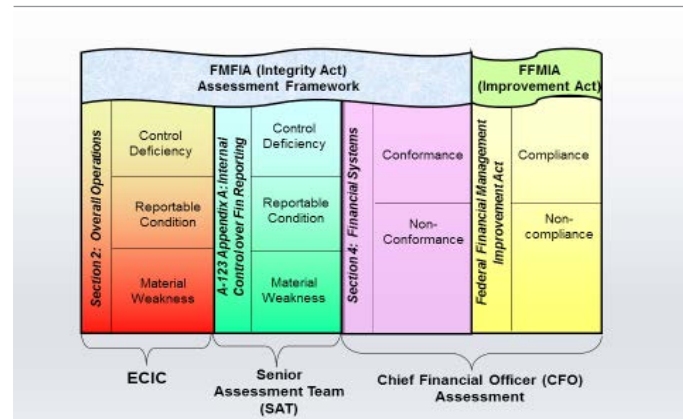 FMFIA (Integrity Act)
Assessment Framework
FFMIA
(Improvement Act)
Section 2: Overall Operations
Control
Deficiency
Reportable
Condition
Material
Weakness
A-123 Appendix A: Internal
Control over Fin Reporting
Control
Deficiency
Reportable
Condition
Material
Weakness
Section 4: Financial Systems
Conformance
Non-
Conformance
Federal Financial Management
Improvement Act
Compliance
Non-
compliance
ECIC
Senior
Assessment Team
(SAT)
Chief Financial Officer (CFO)
Assessment